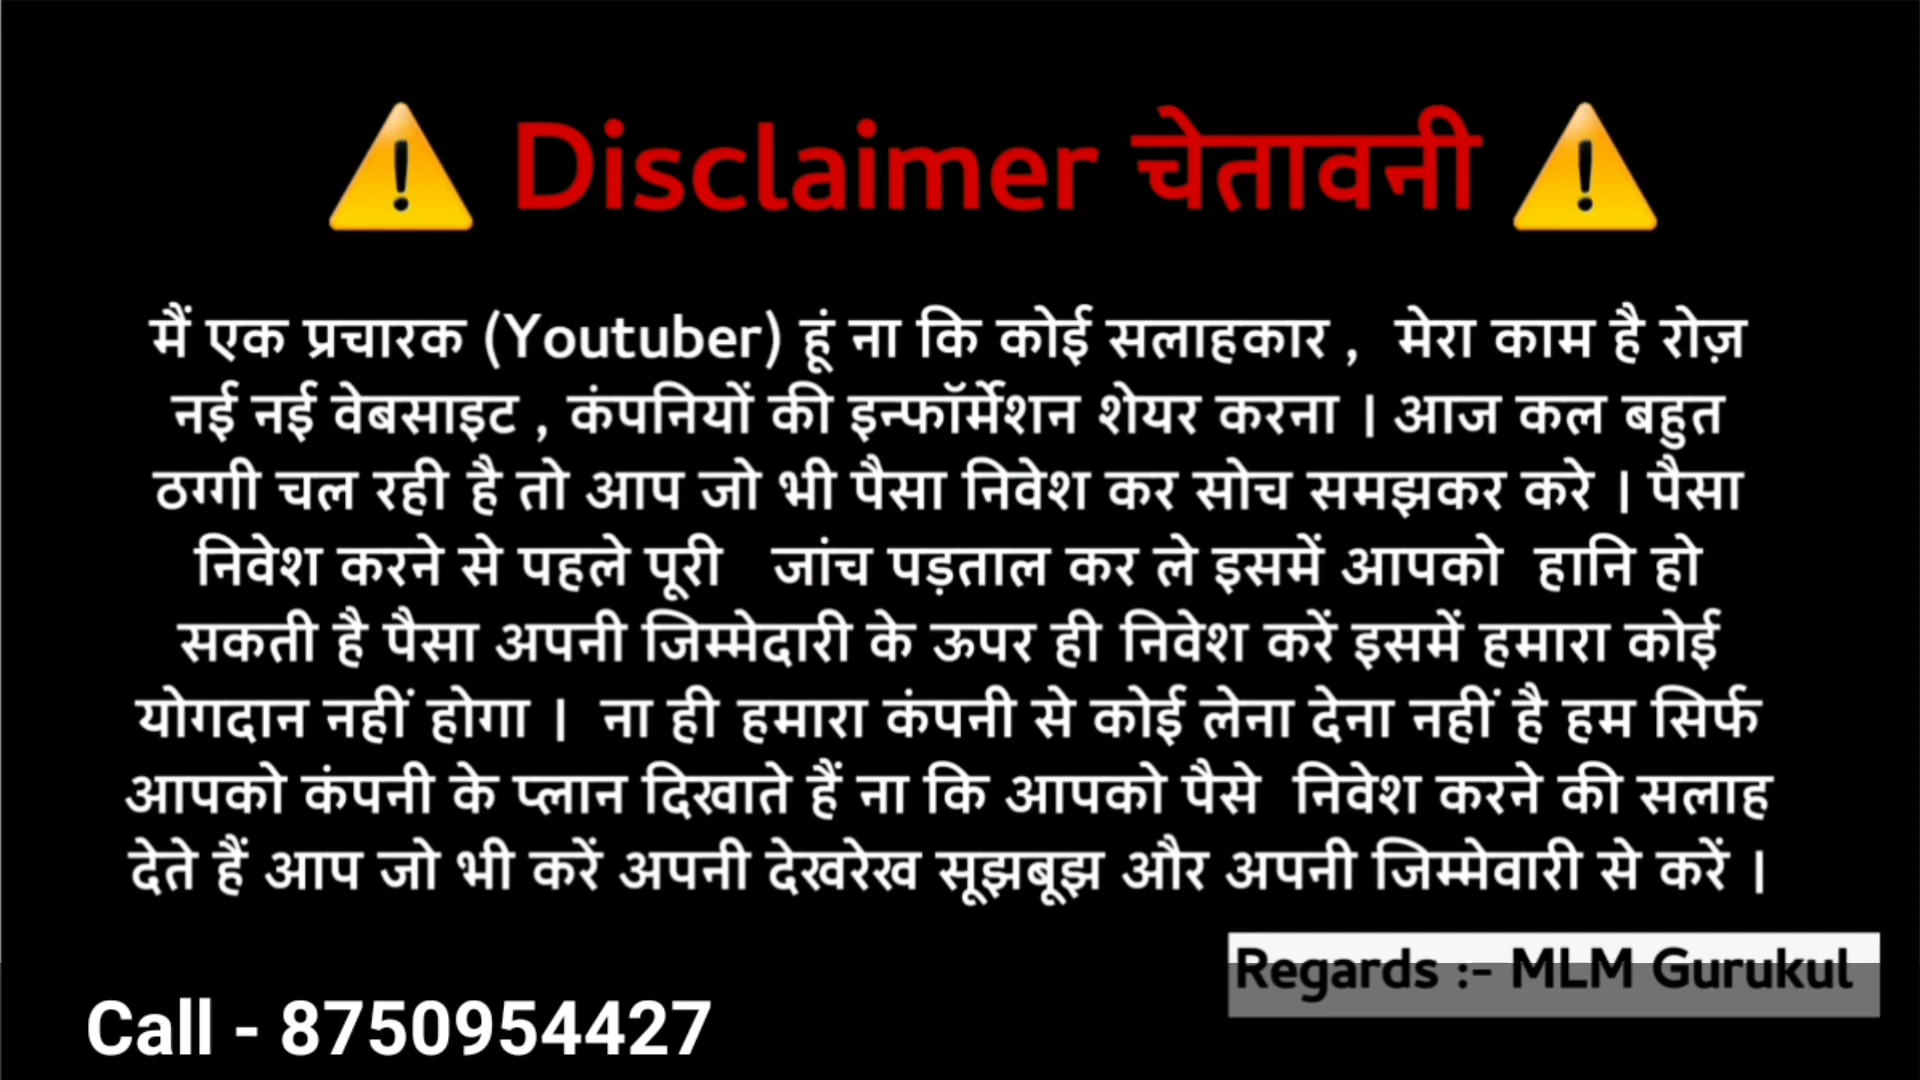 ⚠ Disclaimer चेतावनी ⚠
मैं एक प्रचारक (Youtuber) हूं ना कि कोई सलाहकार , मेरा काम है रोज़
नई नई वेबसाइट , कंपनियों की इन्फॉर्मेशन शेयर करना । आज कल बहुत
ठग्गी चल रही है तो आप जो भी पैसा निवेश कर सोच समझकर करे । पैसा
निवेश करने से पहले पूरी जांच पड़ताल कर ले इसमें आपको हानि हो
सकती है पैसा अपनी जिम्मेदारी के ऊपर ही निवेश करें इसमें हमारा कोई
योगदान नहीं होगा । ना ही हमारा कंपनी से कोई लेना देना नहीं है हम सिर्फ
आपको कंपनी के प्लान दिखाते हैं ना कि आपको पैसे निवेश करने की सलाह
देते हैं आप जो भी करें अपनी देखरेख सूझबूझ और अपनी जिम्मेवारी से करें ।
Regards :- MLM Gurukul
Call - 8750954427